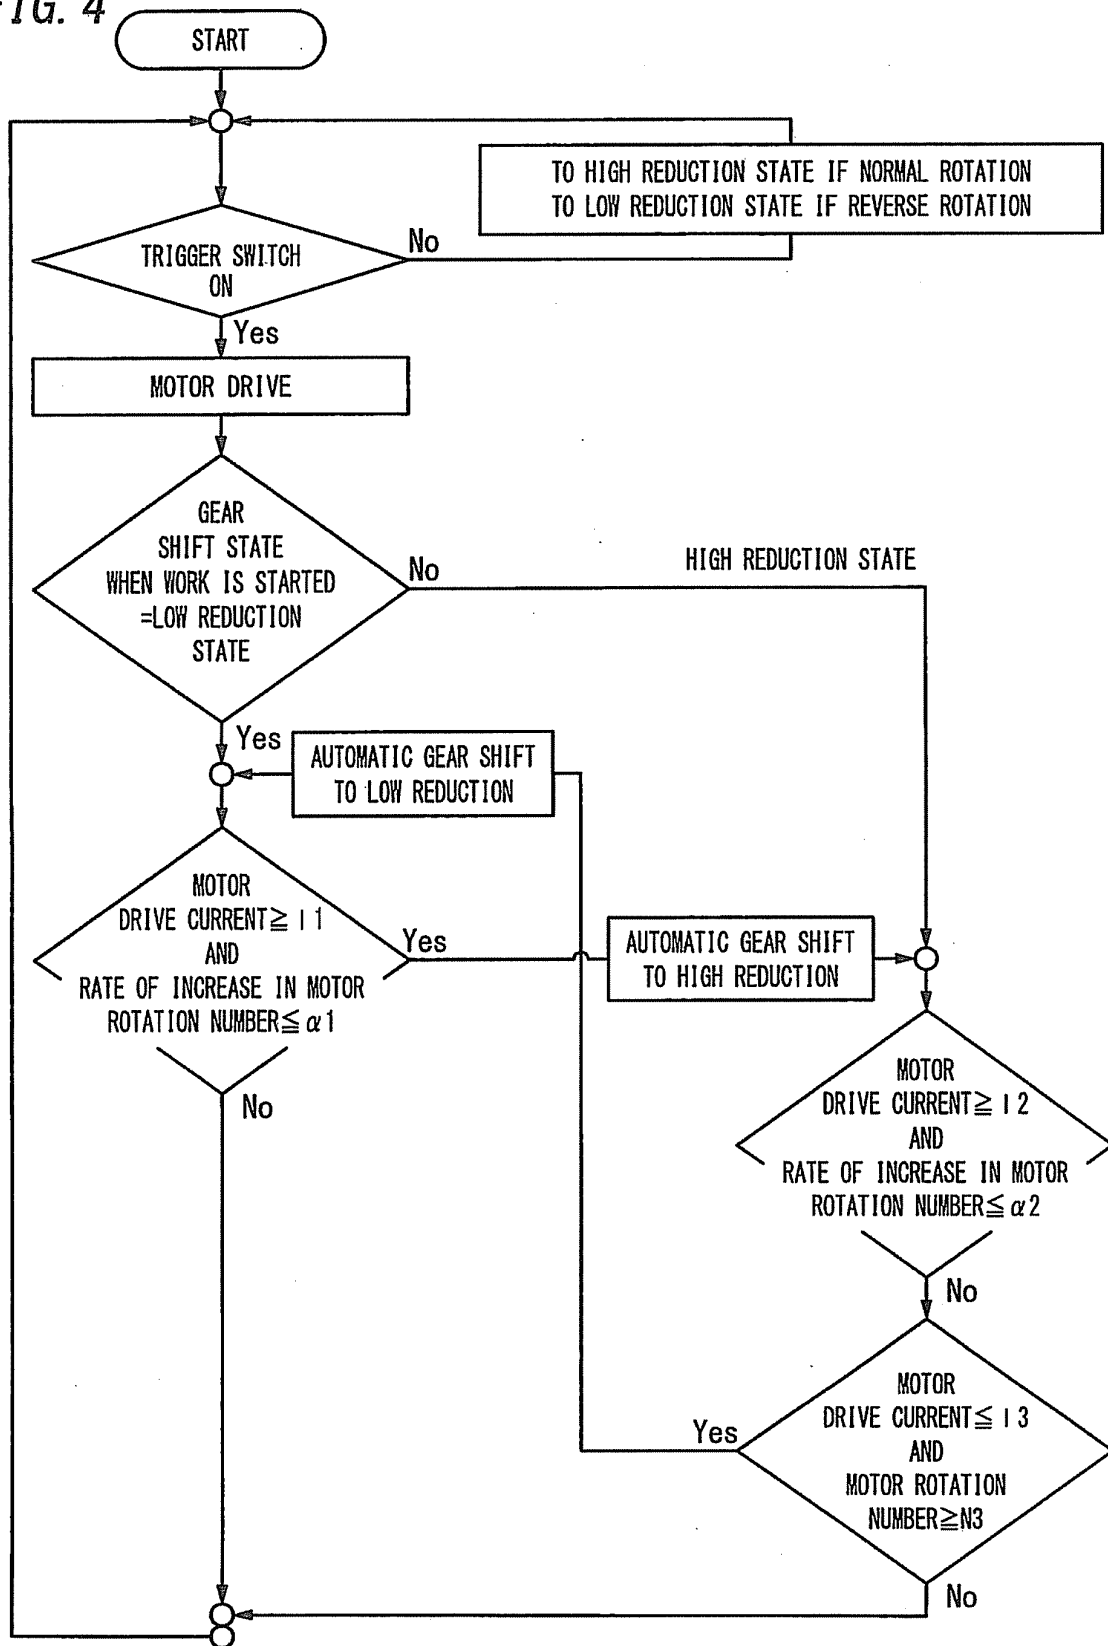 FIG. 4
START
TO HIGH REDUCTION STATE IF NORMAL ROTATION
TO LOW REDUCTION STATE IF REVERSE ROTATION
No
TRIGGER SWITCH
ON
Yes
MOTOR DRIVE
GEAR
SHIFT STATE
WHEN WORK IS STARTED
=LOW REDUCTION
STATE
No
HIGH REDUCTION STATE
Yes
AUTOMATIC GEAR SHIFT
TO LOW REDUCTION
MOTOR
DRIVE CURRENT≧I1
AND
RATE OF INCREASE IN MOTOR
ROTATION NUMBER≦α1
Yes
AUTOMATIC GEAR SHIFT
TO HIGH REDUCTION
No
MOTOR
DRIVE CURRENT≧I2
AND
RATE OF INCREASE IN MOTOR
ROTATION NUMBER≦α2
No
MOTOR
DRIVE CURRENT≦I3
AND
MOTOR ROTATION
NUMBER≧N3
Yes
No